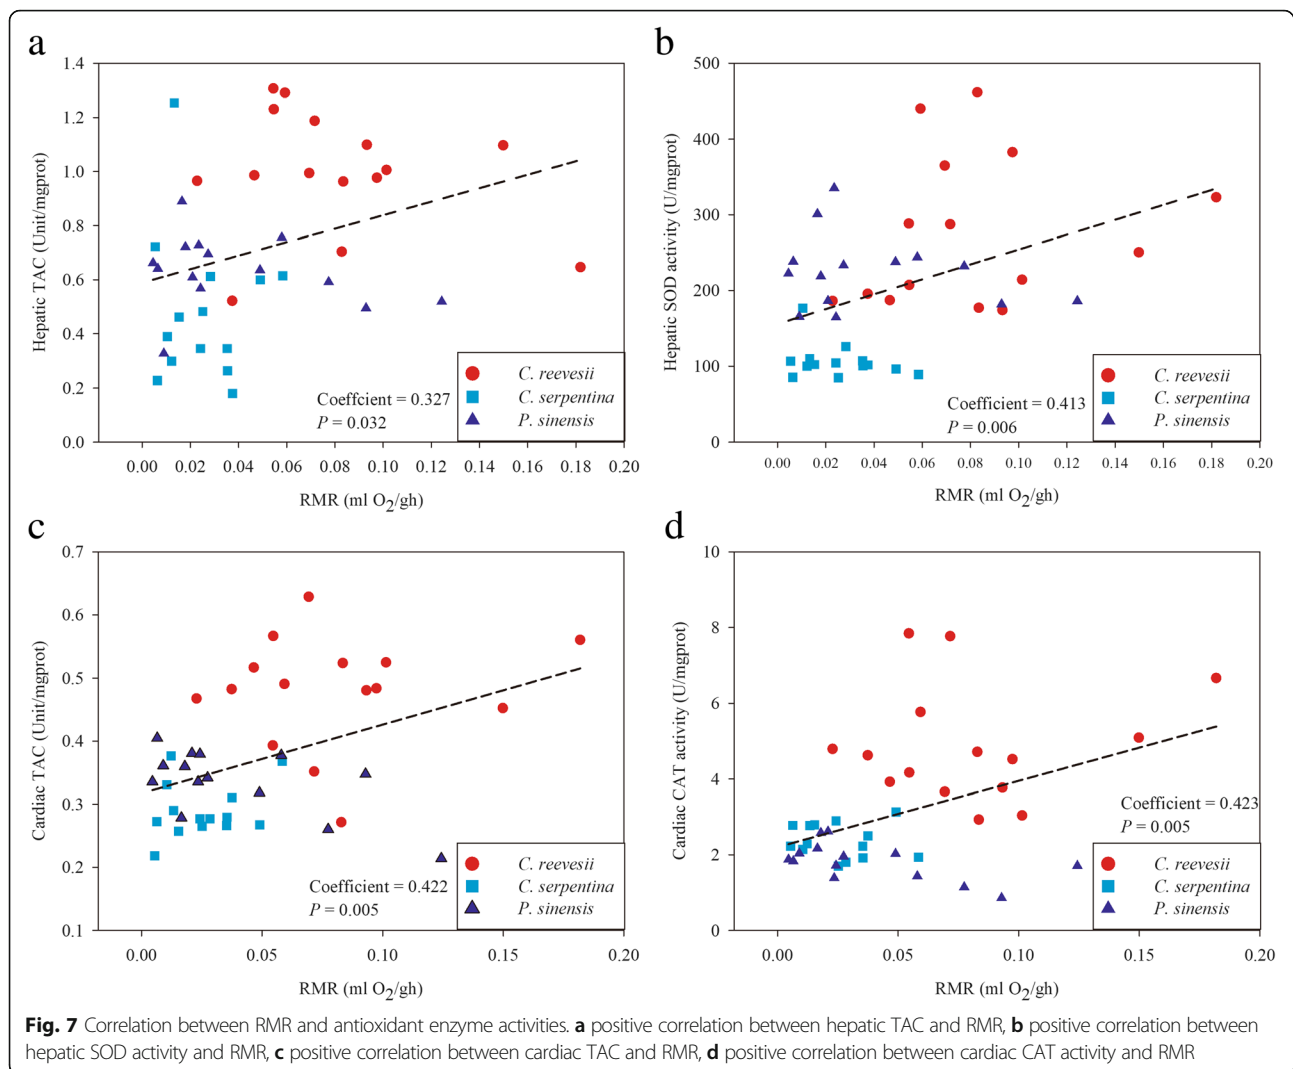 a
1.4
1.2
1.0
0.8
0.6
0.4
0.2
0.0
Hepatic TAC (Unit/mgprot)
Coeffcient = 0.327
P = 0.032
C. reevesii
C. serpentina
P. sinensis
0.00 0.02 0.04 0.06 0.08 0.10 0.12 0.14 0.16 0.18 0.20
RMR (ml O2/gh)
b
500
400
300
200
100
0
Hepatic SOD activity (U/mgprot)
Coefficient = 0.413
P = 0.006
C. reevesii
C. serpentina
P. sinensis
0.00 0.02 0.04 0.06 0.08 0.10 0.12 0.14 0.16 0.18 0.20
RMR (ml O2/gh)
c
0.7
0.6
0.5
0.4
0.3
0.2
0.1
Cardiac TAC (Unit/mgprot)
Coefficient = 0.422
P = 0.005
C. reevesii
C. serpentina
P. sinensis
0.00 0.05 0.10 0.15 0.20
RMR (ml O2/gh)
d
10
8
6
4
2
0
Cardiac CAT activity (U/mgprot)
Coefficient = 0.423
P = 0.005
C. reevesii
C. serpentina
P. sinensis
0.00 0.05 0.10 0.15 0.20
RMR (ml O2/gh)
Fig. 7 Correlation between RMR and antioxidant enzyme activities. a positive correlation between hepatic TAC and RMR, b positive correlation between
hepatic SOD activity and RMR, c positive correlation between cardiac TAC and RMR, d positive correlation between cardiac CAT activity and RMR